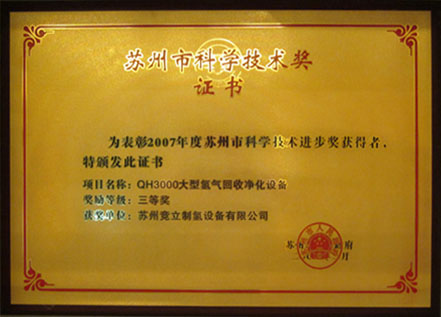 苏州市科学技术奖
证书
为表彰2007年度苏州市科学技术进步奖获得者,
特颁发此证书
项目名称: QH3000大型氢气回收净化设备
奖励等级: 三等奖
获奖单位: 苏州竞立制氢设备有限公司
苏 府
月